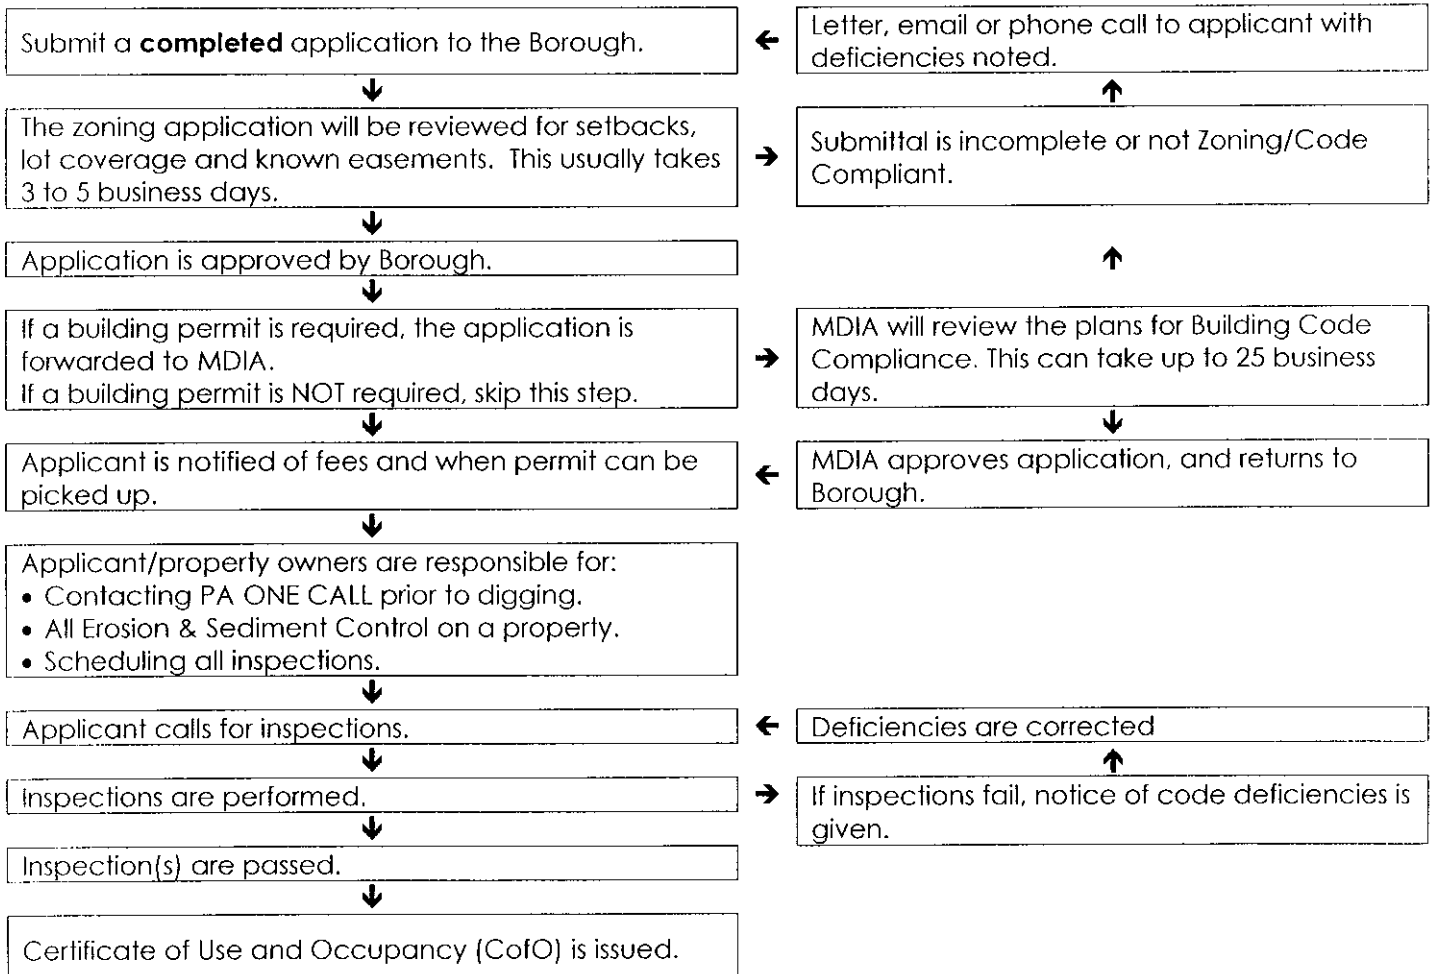 Submit a completed application to the Borough.
Letter, email or phone call to applicant with
deficiencies noted.
The zoning application will be reviewed for setbacks,
lot coverage and known easements. This usually takes
3 to 5 business days.
Submittal is incomplete or not Zoning/Code
Compliant.
Application is approved by Borough.
If a building permit is required, the application is
forwarded to MDIA.
If a building permit is NOT required, skip this step.
MDIA will review the plans for Building Code
Compliance. This can take up to 25 business
days.
Applicant is notified of fees and when permit can be
picked up.
MDIA approves application, and returns to
Borough.
Applicant/property owners are responsible for:
• Contacting PA ONE CALL prior to digging.
• All Erosion & Sediment Control on a property.
• Scheduling all inspections.
Applicant calls for inspections.
Deficiencies are corrected
Inspections are performed.
If inspections fail, notice of code deficiencies is
given.
Inspection(s) are passed.
Certificate of Use and Occupancy (CofO) is issued.